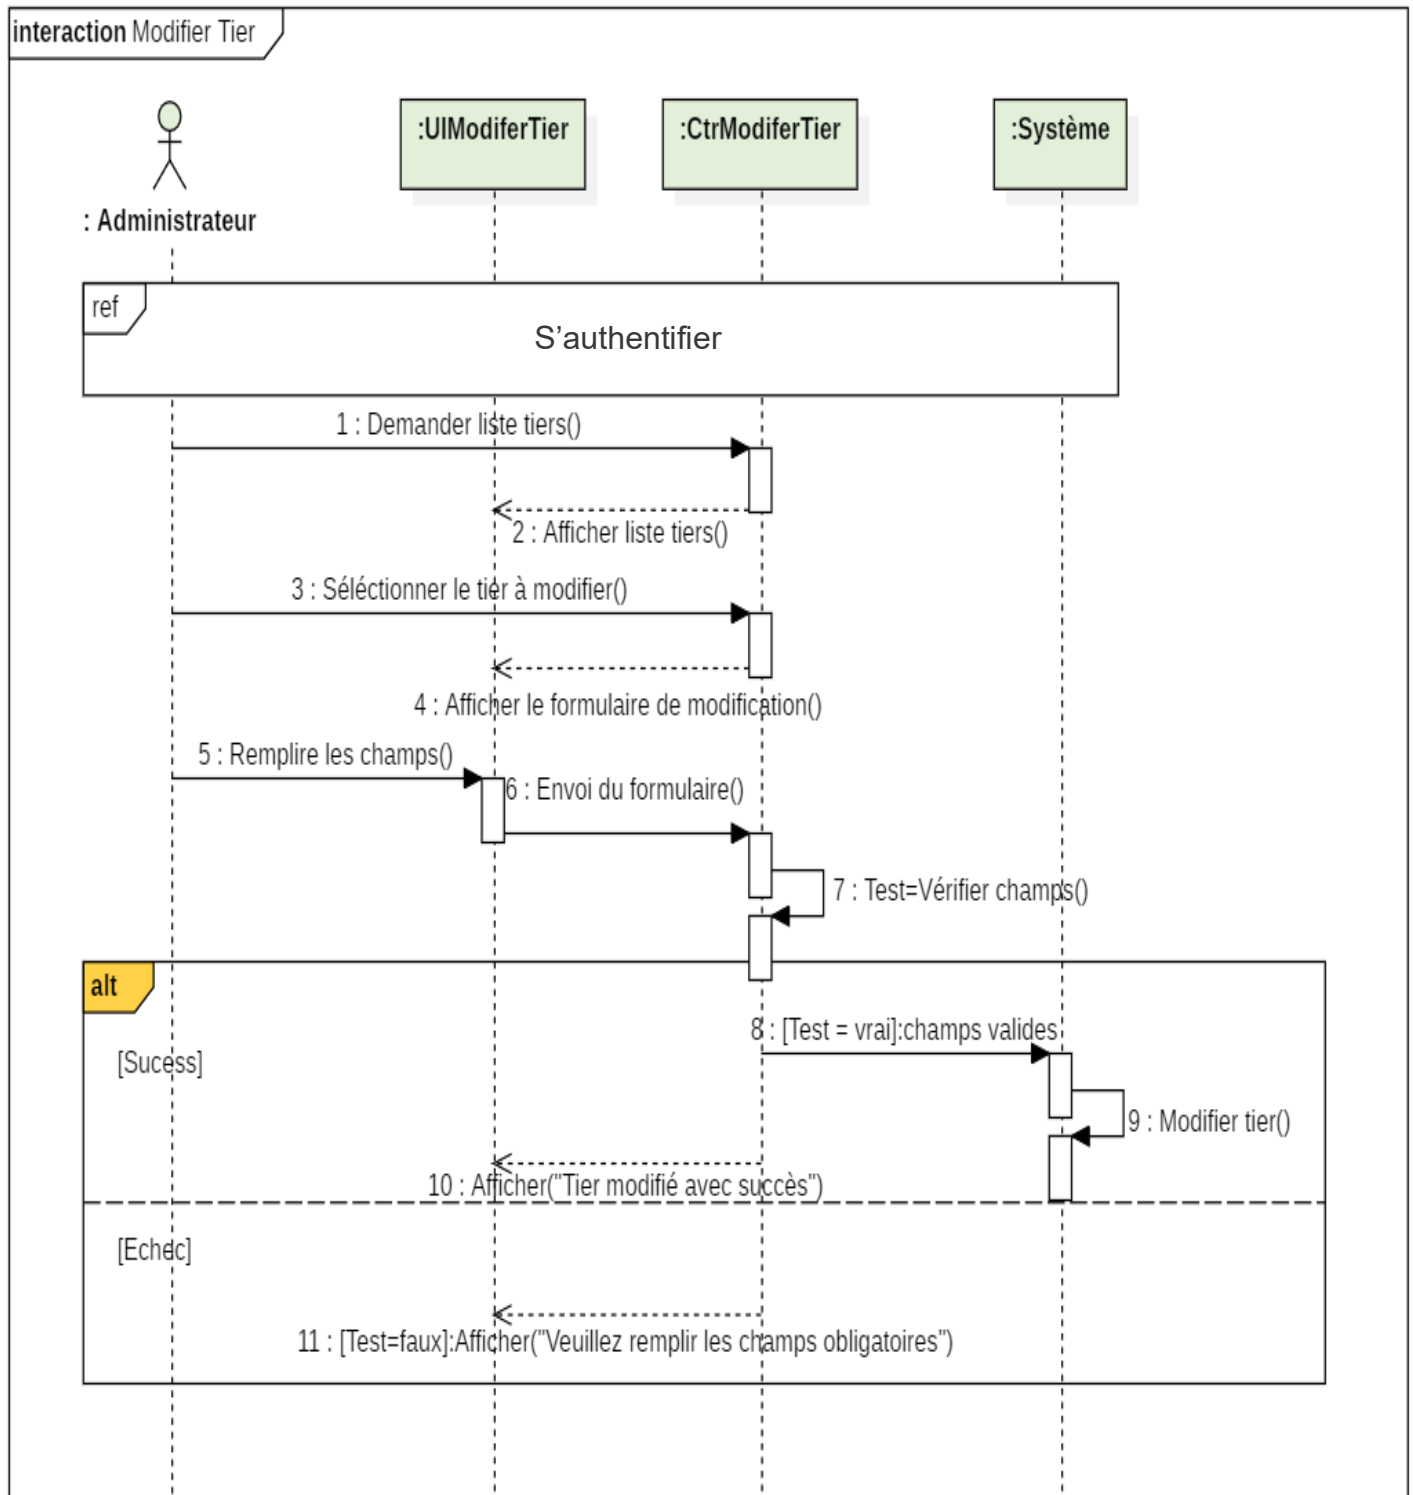 interaction Modifier Tier
:UIModiferTier
:CtrModiferTier
:Système
: Administrateur
ref
S’authentifier
1 : Demander liste tiers()
2 : Afficher liste tiers()
3 : Séléctionner le tier à modifier()
4 : Afficher le formulaire de modification()
5 : Remplire les champs()
6 : Envoi du formulaire()
7 : Test=Vérifier champs()
alt
8 : [Test = vrai]:champs valides
[Sucess]
9 : Modifier tier()
10 : Afficher("Tier modifié avec succès")
[Echec]
11 : [Test=faux]:Afficher("Veuillez remplir les champs obligatoires")